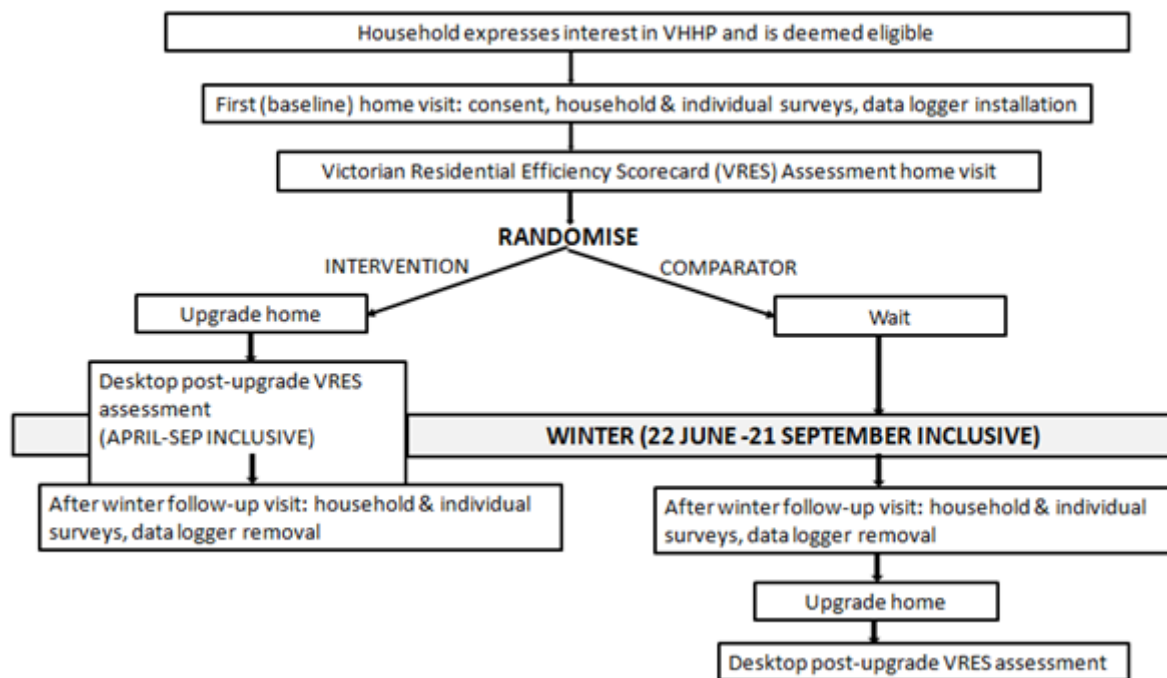 Household expresses interest in VHHP and is deemed eligible
First (baseline) home visit: consent, household & individual surveys, data logger installation
Victorian Residential Efficiency Scorecard (VRES) Assessment home visit
RANDOMISE
INTERVENTION
COMPARATOR
Upgrade home
Wait
Desktop post-upgrade VRES
assessment
(APRIL-SEP INCLUSIVE)
WINTER (22 JUNE -21 SEPTEMBER INCLUSIVE)
After winter follow-up visit: household & individual
surveys, data logger removal
After winter follow-up visit: household & individual
surveys, data logger removal
Upgrade home
Desktop post-upgrade VRES assessment